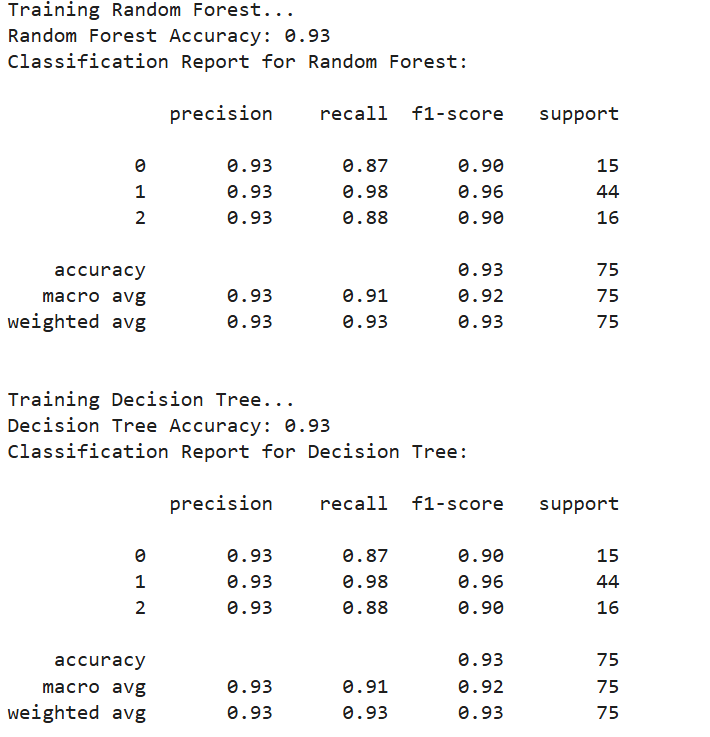 Training Random Forest...
Random Forest Accuracy: 0.93
Classification Report for Random Forest:
precision recall f1-score support
0 0.93 0.87 0.90 15
1 0.93 0.98 0.96 44
2 0.93 0.88 0.90 16
accuracy 0.93 75
macro avg 0.93 0.91 0.92 75
weighted avg 0.93 0.93 0.93 75
Training Decision Tree...
Decision Tree Accuracy: 0.93
Classification Report for Decision Tree:
precision recall f1-score support
0 0.93 0.87 0.90 15
1 0.93 0.98 0.96 44
2 0.93 0.88 0.90 16
accuracy 0.93 75
macro avg 0.93 0.91 0.92 75
weighted avg 0.93 0.93 0.93 75